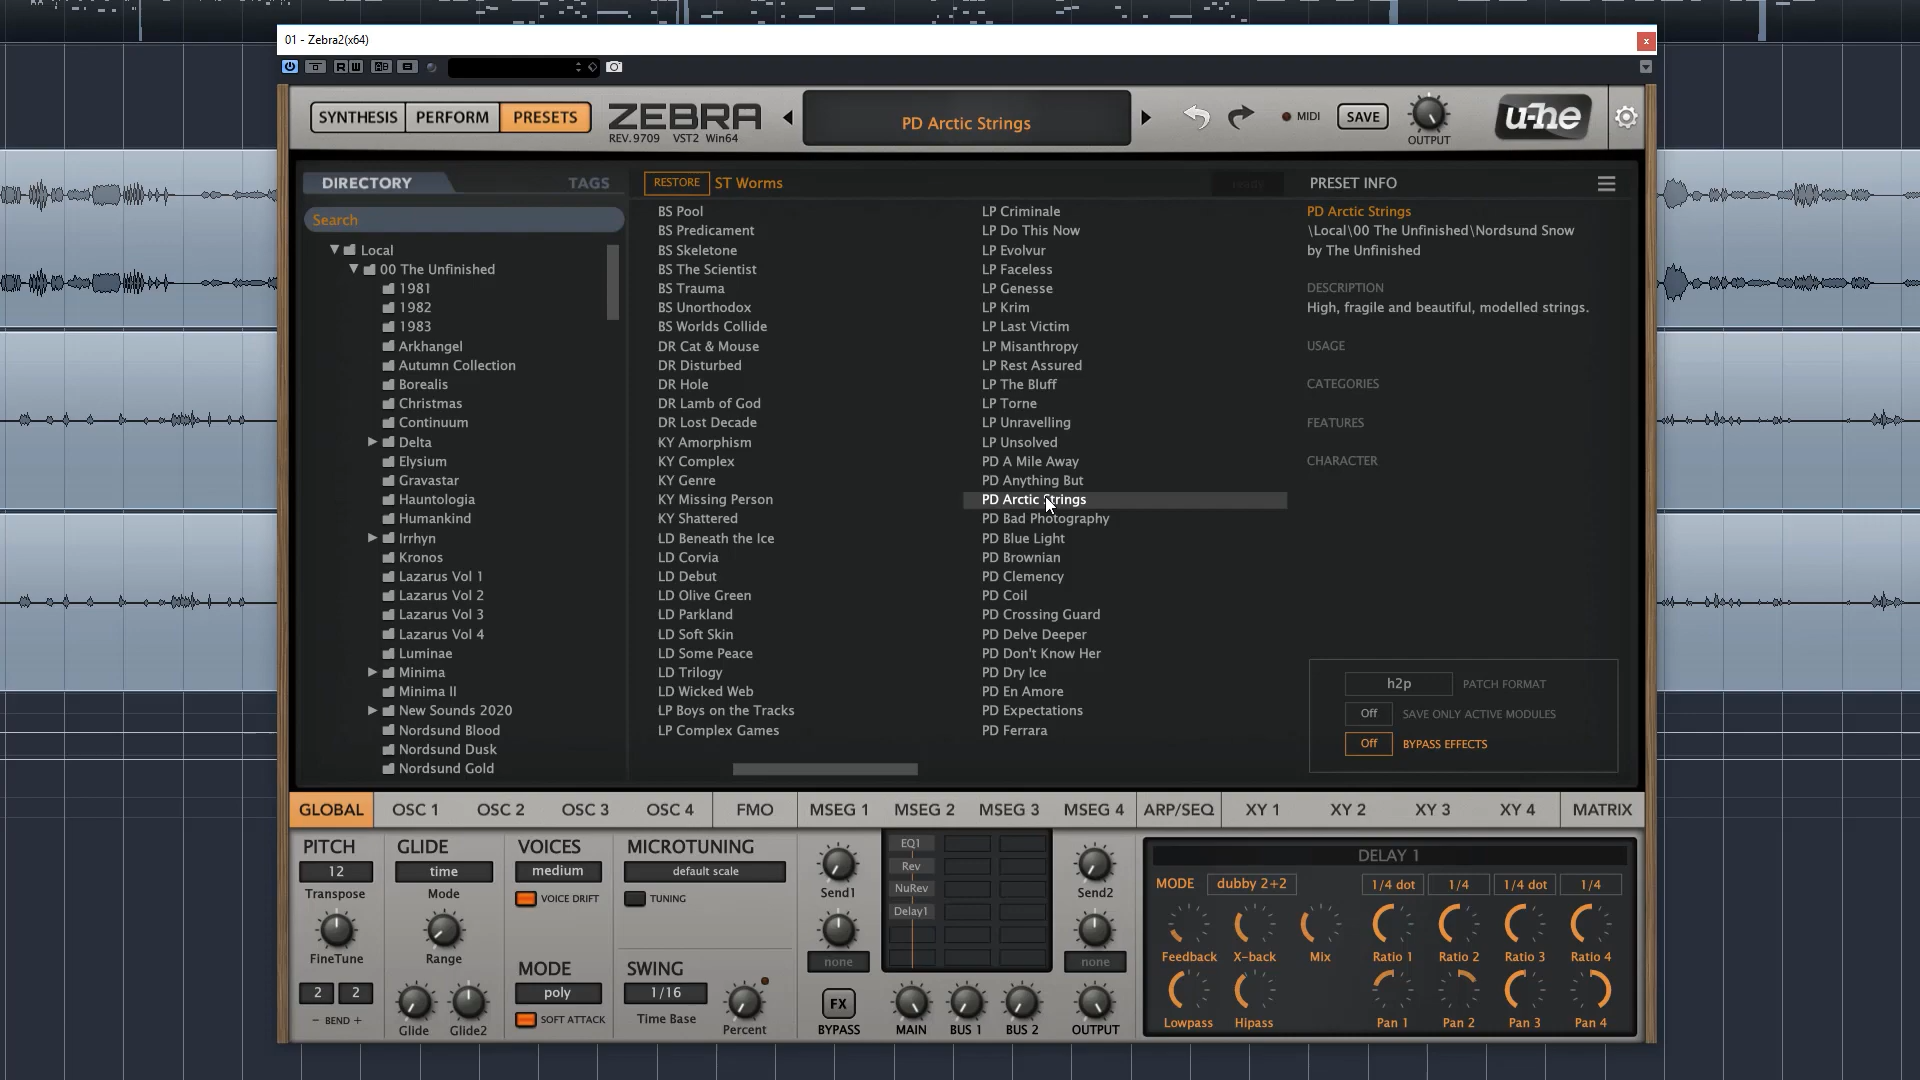 01 - Zebra2(x64)
R W AB
SYNTHESIS PERFORM PRESETS
ZEBRA
REV.9709 VST2 Win64
PD Arctic Strings
MIDI
SAVE
OUTPUT
u-he
DIRECTORY TAGS
Search
Local
00 The Unfinished
1981
1982
1983
Arkhangel
Autumn Collection
Borealis
Christmas
Continuum
Delta
Elysium
Gravastar
Hauntologia
Humankind
Irrhyn
Kronos
Lazarus Vol 1
Lazarus Vol 2
Lazarus Vol 3
Lazarus Vol 4
Luminae
Minima
Minima II
New Sounds 2020
Nordsund Blood
Nordsund Dusk
Nordsund Gold
RESTORE ST Worms
BS Pool
BS Predicament
BS Skeletone
BS The Scientist
BS Trauma
BS Unorthodox
BS Worlds Collide
DR Cat & Mouse
DR Disturbed
DR Hole
DR Lamb of God
DR Lost Decade
KY Amorphism
KY Complex
KY Genre
KY Missing Person
KY Shattered
LD Beneath the Ice
LD Corvia
LD Debut
LD Olive Green
LD Parkland
LD Soft Skin
LD Some Peace
LD Trilogy
LD Wicked Web
LP Boys on the Tracks
LP Complex Games
LP Criminale
LP Do This Now
LP Evolvur
LP Faceless
LP Genesse
LP Krim
LP Last Victim
LP Misanthropy
LP Rest Assured
LP The Bluff
LP Torne
LP Unravelling
LP Unsolved
PD A Mile Away
PD Anything But
PD Arctic Strings
PD Bad Photography
PD Blue Light
PD Brownian
PD Clemency
PD Coil
PD Crossing Guard
PD Delve Deeper
PD Don't Know Her
PD Dry Ice
PD En Amore
PD Expectations
PD Ferrara
PRESET INFO
PD Arctic Strings
\Local\00 The Unfinished\Nordsund Snow
by The Unfinished
DESCRIPTION
High, fragile and beautiful, modelled strings.
USAGE
CATEGORIES
FEATURES
CHARACTER
h2p PATCH FORMAT
Off SAVE ONLY ACTIVE MODULES
Off BYPASS EFFECTS
GLOBAL OSC 1 OSC 2 OSC 3 OSC 4 FMO MSEG 1 MSEG 2 MSEG 3 MSEG 4 ARP/SEQ XY 1 XY 2 XY 3 XY 4 MATRIX
PITCH
12
Transpose
FineTune
2 2
- BEND +
GLIDE
time
Mode
Range
Glide Glide2
VOICES
medium
VOICE DRIFT
MODE
poly
SOFT ATTACK
MICROTUNING
default scale
TUNING
SWING
1/16
Time Base
Percent
Send1
none
FX
BYPASS
EQ1
Rev
NuRev
Delay1
MAIN BUS 1 BUS 2
Send2
none
OUTPUT
DELAY 1
MODE dubby 2+2 1/4 dot 1/4 1/4 dot 1/4
Feedback X-back Mix Ratio 1 Ratio 2 Ratio 3 Ratio 4
Lowpass Hipass Pan 1 Pan 2 Pan 3 Pan 4